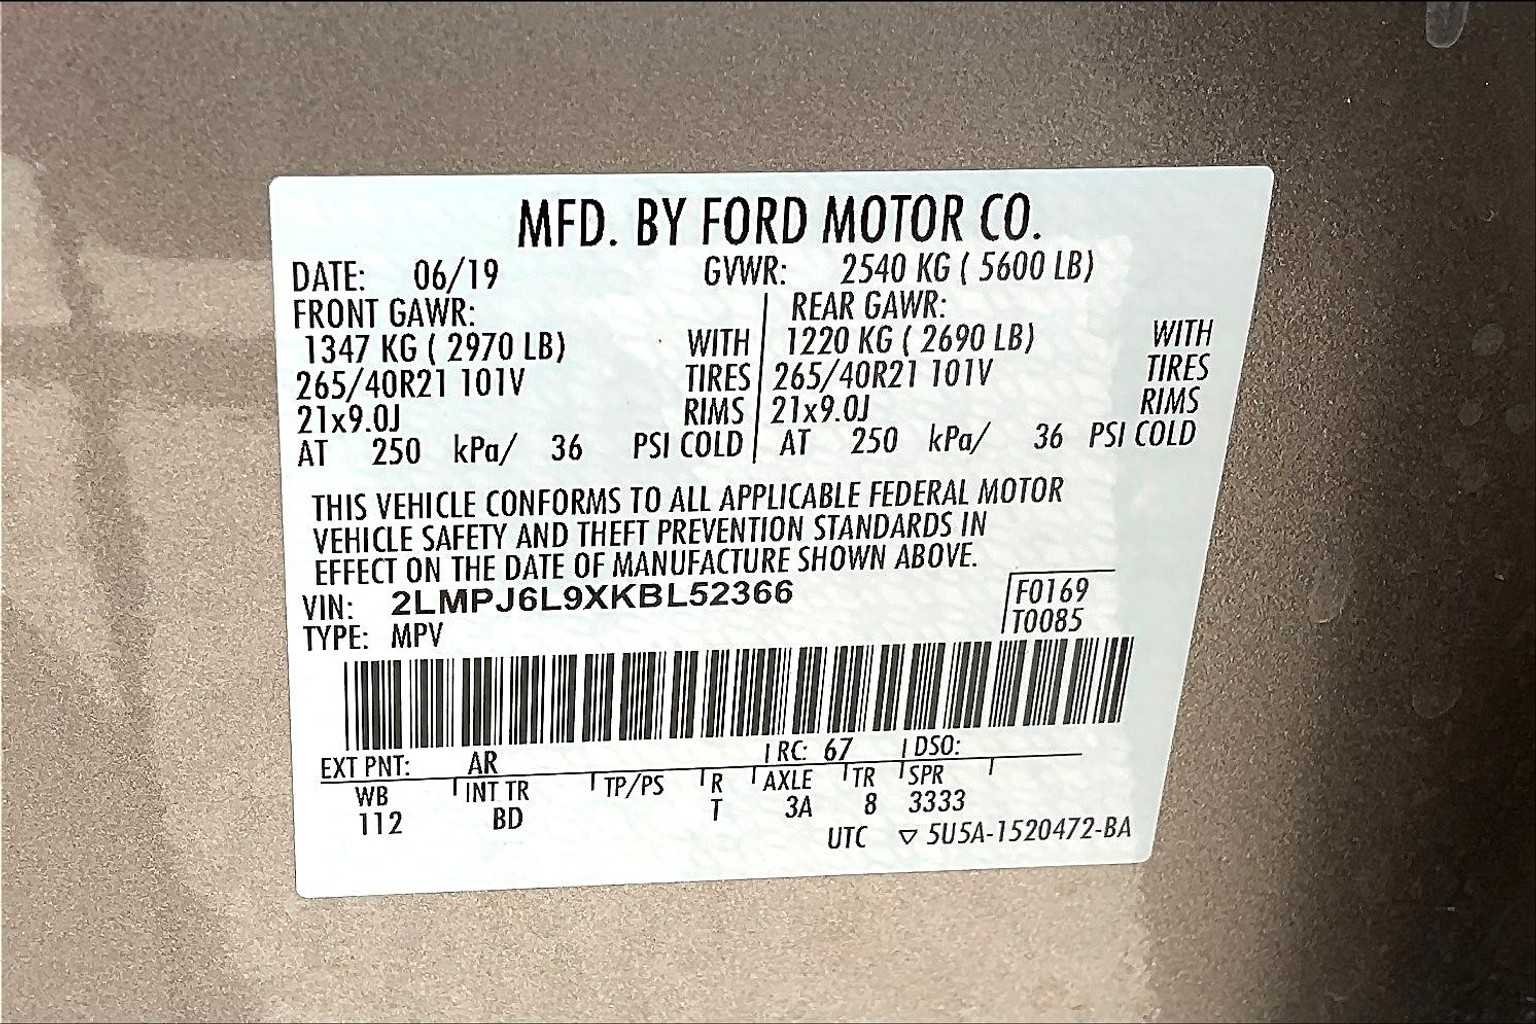 MFD. BY FORD MOTOR CO.
DATE: 06/19 GVWR: 2540 KG ( 5600 LB)
FRONT GAWR: REAR GAWR:
1347 KG ( 2970 LB) WITH 1220 KG ( 2690 LB) WITH
265/40R21 101V TIRES 265/40R21 101V TIRES
21x9.0J RIMS 21x9.0J RIMS
AT 250 kPa/ 36 PSI COLD AT 250 kPa/ 36 PSI COLD
THIS VEHICLE CONFORMS TO ALL APPLICABLE FEDERAL MOTOR
VEHICLE SAFETY AND THEFT PREVENTION STANDARDS IN
EFFECT ON THE DATE OF MANUFACTURE SHOWN ABOVE.
VIN: 2LMPJ6L9XKBL52366 F0169
TYPE: MPV T0085
EXT PNT: AR RC: 67 DSO:
WB INT TR TP/PS R AXLE TR SPR
112 BD T 3A 8 3333
UTC ▽ 5U5A-1520472-BA